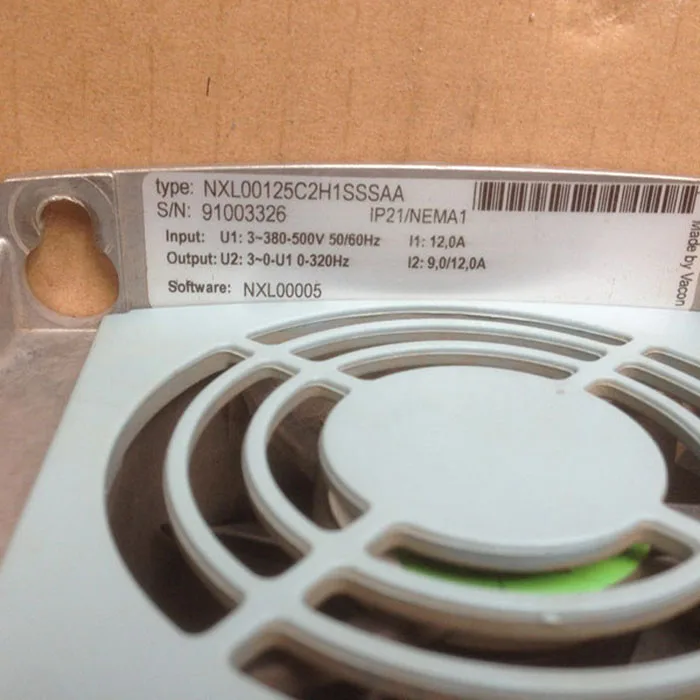 type: NXL00125C2H1SSSAA
S/N: 91003326 IP21/NEMA1
Input: U1: 3~380-500V 50/60Hz I1: 12,0A
Output: U2: 3~0-U1 0-320Hz I2: 9,0/12,0A
Software: NXL00005
Made by Vacon